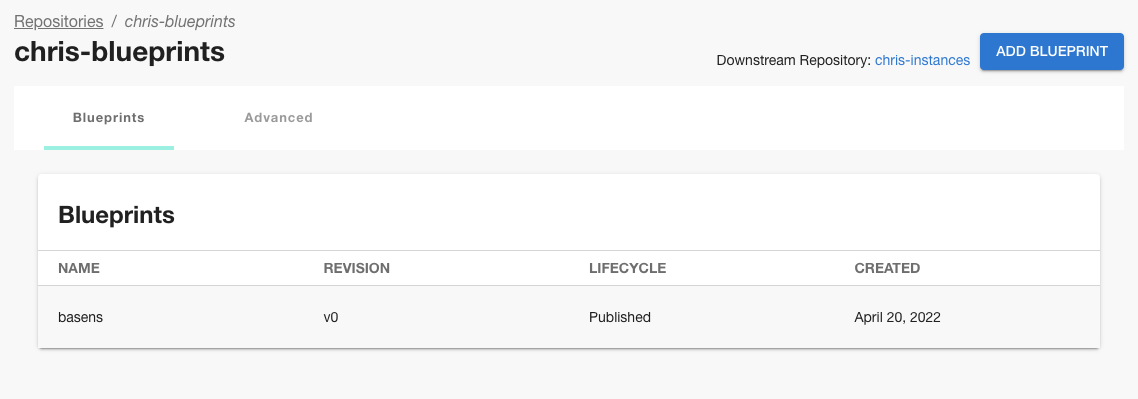 Repositories / chris-blueprints
chris-blueprints
Downstream Repository: chris-instances
ADD BLUEPRINT
Blueprints Advanced
Blueprints
NAME REVISION LIFECYCLE CREATED
basens v0 Published April 20, 2022